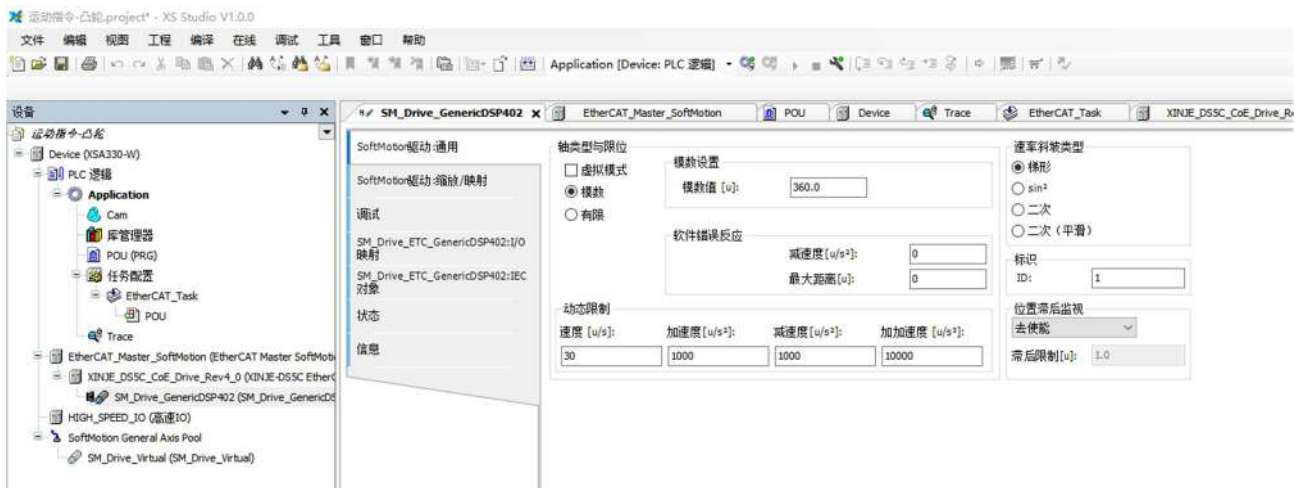 运动指令-凸轮.project* - XS Studio V1.0.0
文件 编辑 视图 工程 编译 在线 调试 工具 窗口 帮助
Application [Device: PLC 逻辑]
设备
运动指令-凸轮
Device (XSA330-W)
PLC 逻辑
Application
Cam
库管理器
POU (PRG)
任务配置
EtherCAT_Task
POU
Trace
EtherCAT_Master_SoftMotion (EtherCAT Master SoftMoti
XINJE_DS5C_CoE_Drive_Rev4_0 (XINJE-DS5C EtherC
SM_Drive_GenericDSP402 (SM_Drive_GenericDS
HIGH_SPEED_IO (高速IO)
SoftMotion General Axis Pool
SM_Drive_Virtual (SM_Drive_Virtual)
SM_Drive_GenericDSP402 EtherCAT_Master_SoftMotion POU Device Trace EtherCAT_Task XINJE_DS5C_CoE_Drive_R
SoftMotion驱动:通用
SoftMotion驱动:缩放/映射
调试
SM_Drive_ETC_GenericDSP402:I/O
映射
SM_Drive_ETC_GenericDSP402:IEC
对象
状态
信息
轴类型与限位
虚拟模式
模数
有限
模数设置
模数值 [u]: 360.0
软件错误反应
减速度[u/s²]: 0
最大距离[u]: 0
动态限制
速度 [u/s]: 加速度[u/s²]: 减速度[u/s²]: 加加速度 [u/s³]:
30 1000 1000 10000
速率斜坡类型
梯形
sin²
二次
二次（平滑）
标识
ID: 1
位置滞后监视
去使能
滞后限制[u]: 1.0